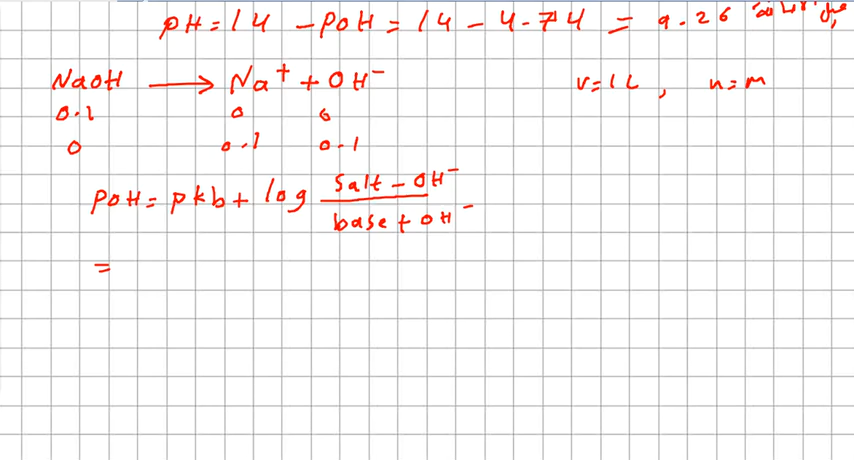 pH = 14 - POH = 14 - 4.74 = 9.26
NaOH → Na⁺ + OH⁻ V=1L, n=M
0.1 0 0
0 0.1 0.1
POH = pkb + log (salt - OH⁻) / (base + OH⁻)
=